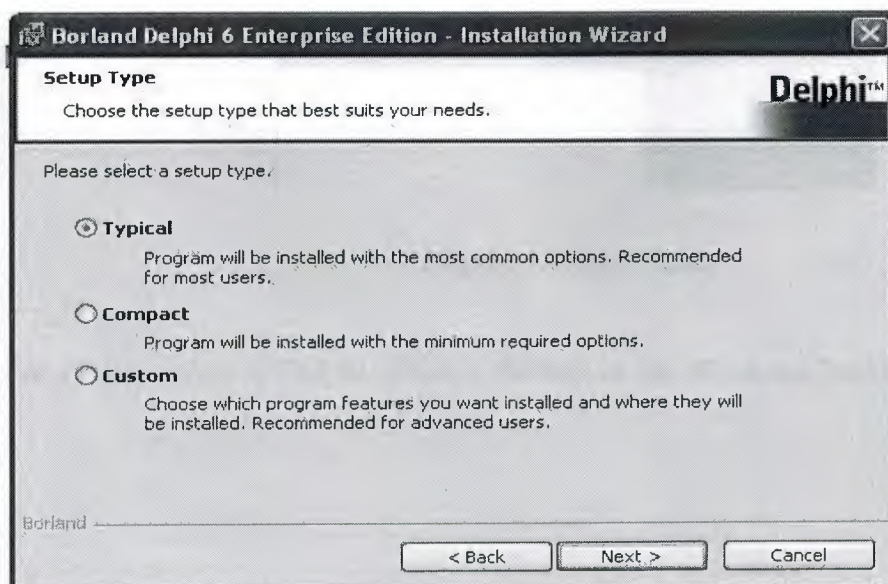 Borland Delphi 6 Enterprise Edition - Installation Wizard
Setup Type
Choose the setup type that best suits your needs.
Delphi™
Please select a setup type.
Typical
Program will be installed with the most common options. Recommended
for most users.
Compact
Program will be installed with the minimum required options.
Custom
Choose which program features you want installed and where they will
be installed. Recommended for advanced users.
Borland
< Back
Next >
Cancel